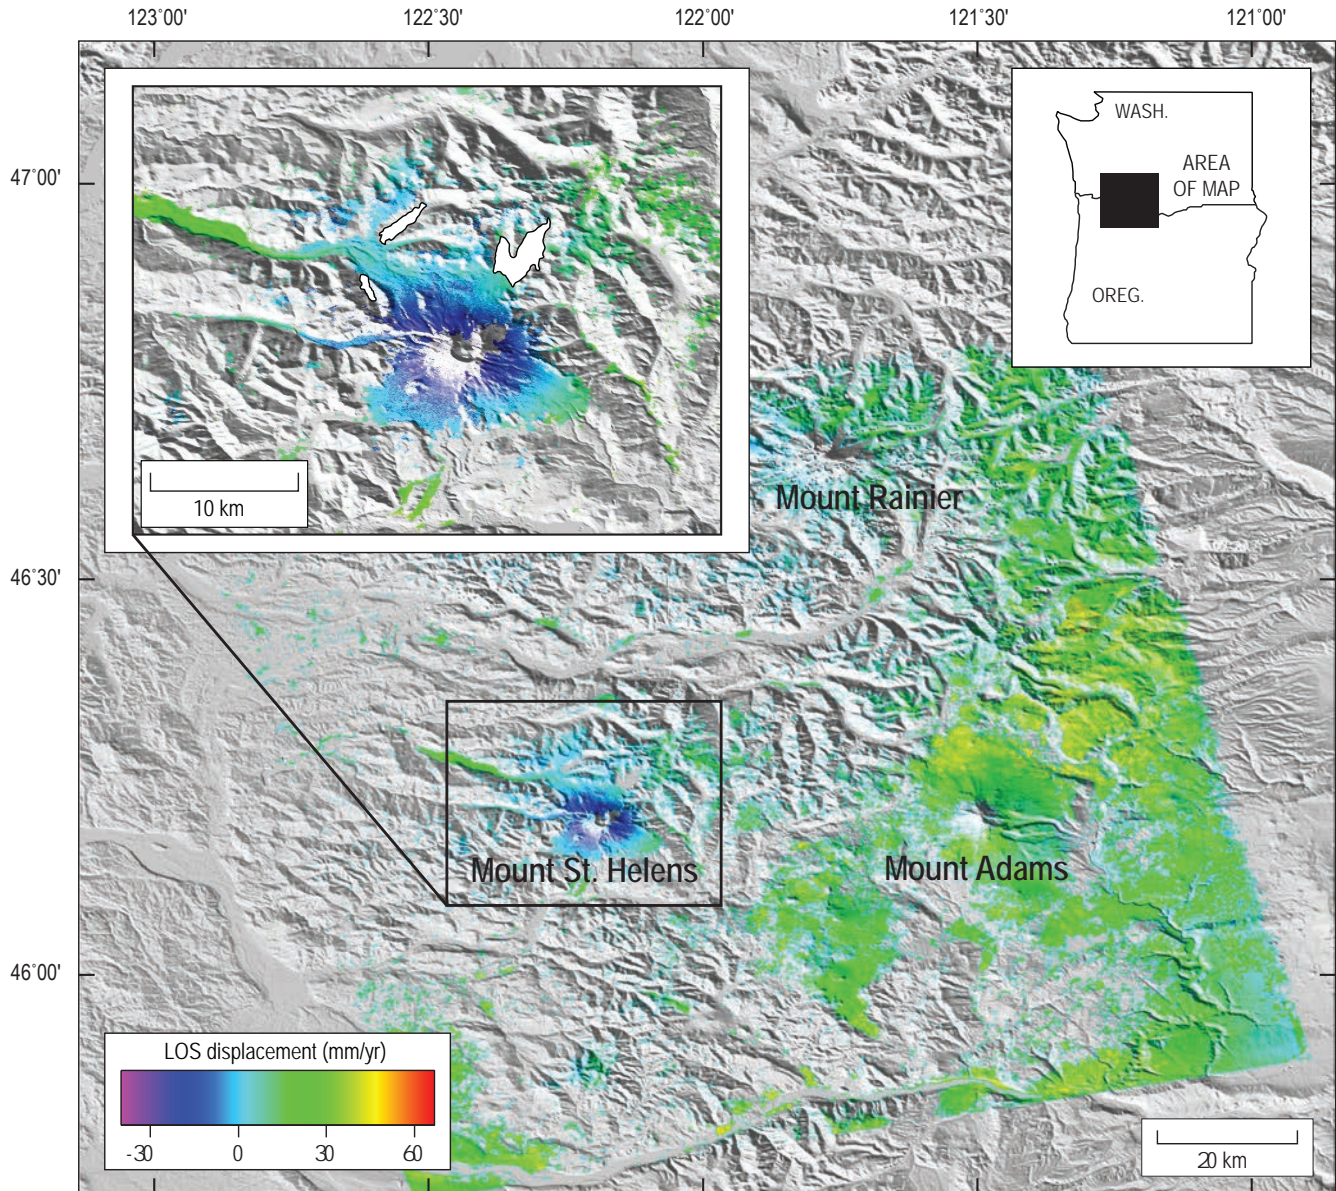 123°00'
122°30'
122°00'
121°30'
121°00'
47°00'
46°30'
46°00'
10 km
WASH.
AREA
OF MAP
OREG.
Mount Rainier
Mount St. Helens
Mount Adams
LOS displacement (mm/yr)
-30 0 30 60
20 km